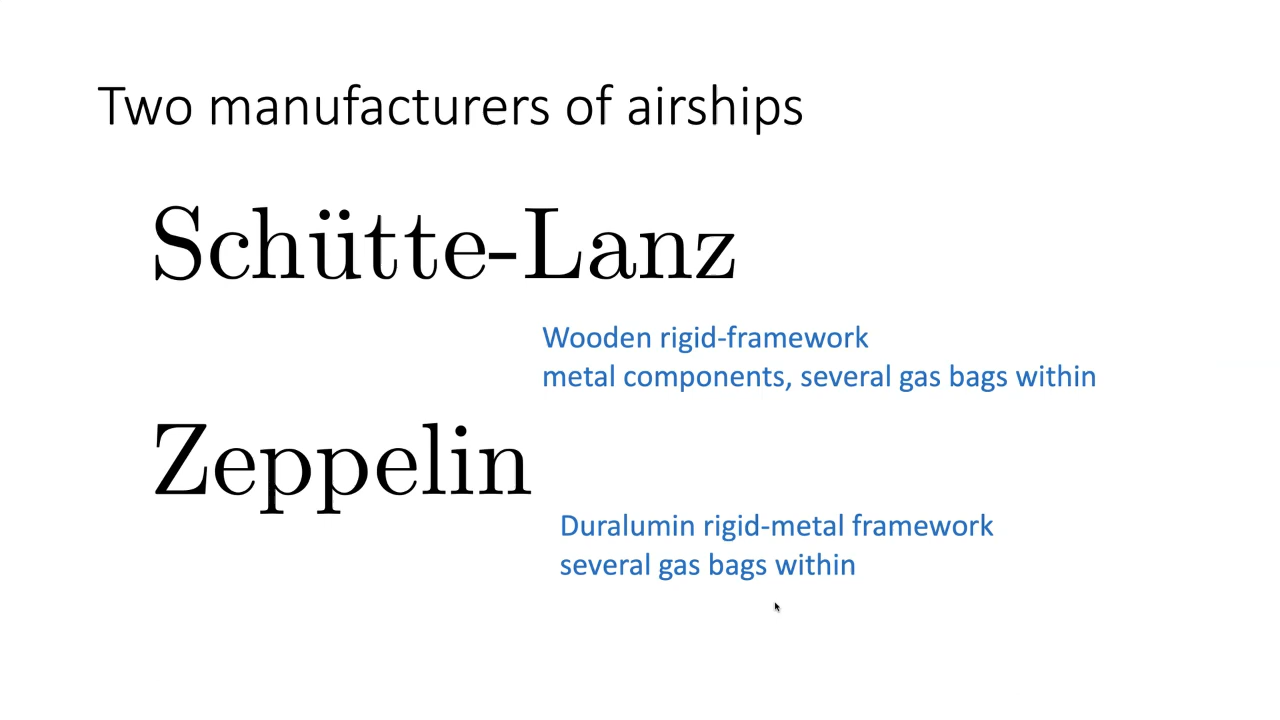 Two manufacturers of airships
Schütte-Lanz
Wooden rigid-framework
metal components, several gas bags within
Zeppelin
Duralumin rigid-metal framework
several gas bags within